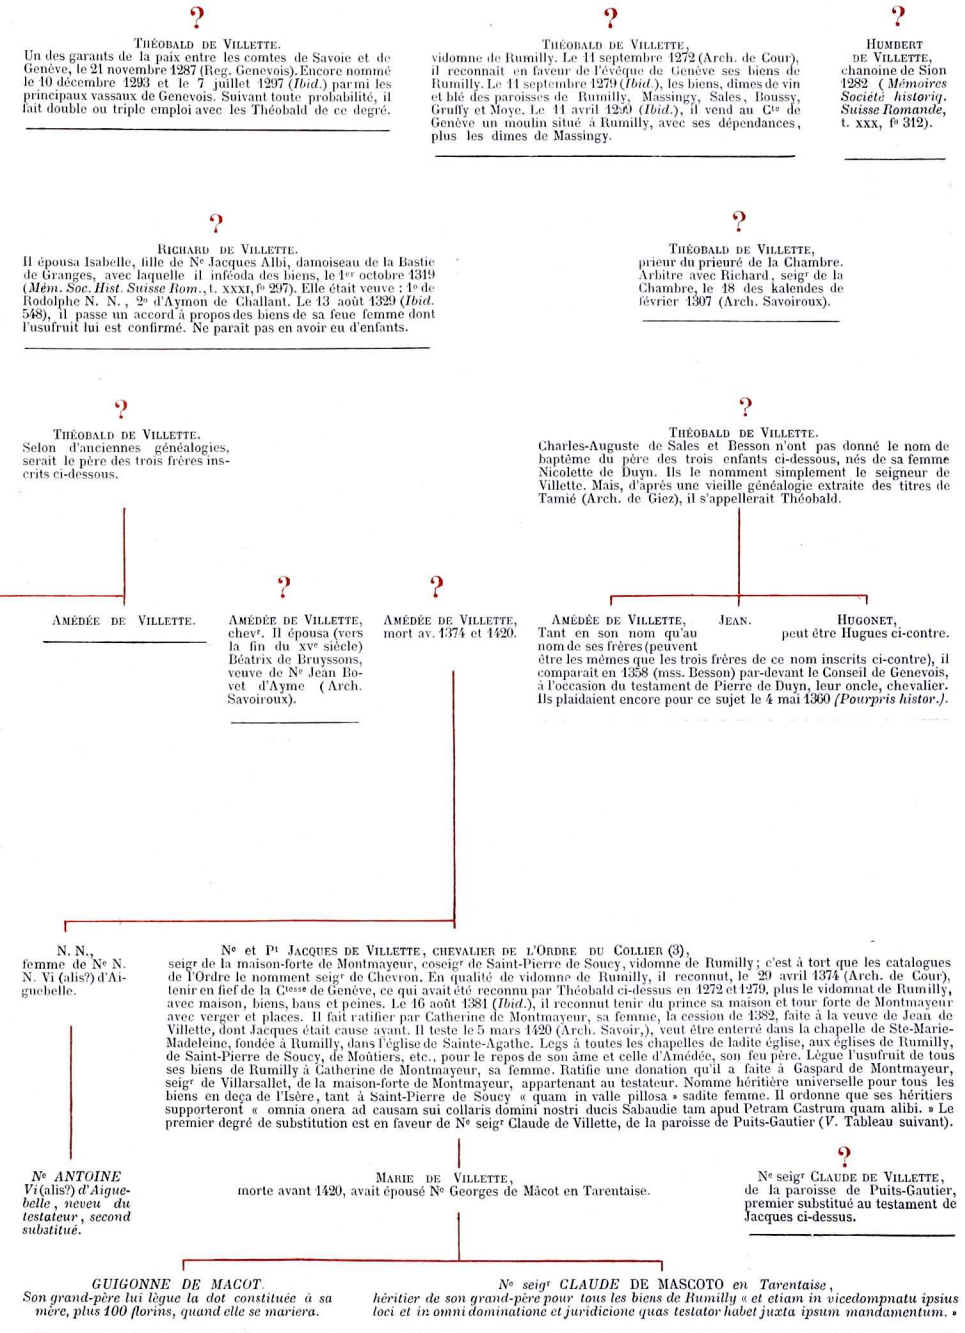 ?
THÉOBALD DE VILLETTE.
Un des garants de la paix entre les comtes de Savoie et de
Genève, le 21 novembre 1287 (Reg. Genevois). Encore nommé
le 10 décembre 1293 et le 7 juillet 1297 (Ibid.) parmi les
principaux vassaux de Genevois. Suivant toute probabilité, il
fait double ou triple emploi avec les Théobald de ce degré.
?
THÉOBALD DE VILLETTE,
vidomne de Rumilly. Le 11 septembre 1272 (Arch. de Cour),
il reconnait en faveur de l'évêque de Genève ses biens de
Rumilly. Le 11 septembre 1279 (Ibid.), les biens, dimes de vin
et blé des paroisses de Rumilly, Massingy, Sales, Boussy,
Gruffy et Moye. Le 11 avril 1299 (Ibid.), il vend au Cte de
Genève un moulin situé à Rumilly, avec ses dépendances,
plus les dimes de Massingy.
?
HUMBERT
DE VILLETTE,
chanoine de Sion
1282 (Mémoires
Société historiq.
Suisse Romande,
t. XXX, fo 312).
?
RICHARD DE VILLETTE.
Il épousa Isabelle, fille de Ne Jacques Albi, damoiseau de la Bastie
de Granges, avec laquelle il inféoda des biens, le 1er octobre 1319
(Mém. Soc. Hist. Suisse Rom., t. XXXI, fo 297). Elle était veuve : 1o de
Rodolphe N. N., 2o d'Aymon de Challant. Le 13 août 1329 (Ibid.
548), il passe un accord à propos des biens de sa feue femme dont
l'usufruit lui est confirmé. Ne parait pas en avoir eu d'enfants.
?
THÉOBALD DE VILLETTE,
prieur du prieuré de la Chambre.
Arbitre avec Richard, seigr de la
Chambre, le 18 des kalendes de
février 1307 (Arch. Savoiroux).
?
THÉOBALD DE VILLETTE.
Selon d'anciennes généalogies,
serait le père des trois frères ins-
crits ci-dessous.
?
THÉOBALD DE VILLETTE.
Charles-Auguste de Sales et Besson n'ont pas donné le nom de
baptême du père des trois enfants ci-dessous, nés de sa femme
Nicolette de Duyn. Ils le nomment simplement le seigneur de
Villette. Mais, d'après une vieille généalogie extraite des titres de
Tamié (Arch. de Giez), il s'appellerait Théobald.
AMÉDÉE DE VILLETTE.
?
AMÉDÉE DE VILLETTE,
chevr. Il épousa (vers
la fin du XVe siècle)
Béatrix de Bruyssons,
veuve de Ne Jean Bo-
vet d'Ayme (Arch.
Savoiroux).
?
AMÉDÉE DE VILLETTE,
mort av. 1374 et 1420.
AMÉDÉE DE VILLETTE,
Tant en son nom qu'au
nom de ses frères (peuvent
être les mêmes que les trois frères de ce nom inscrits ci-contre), il
comparait en 1358 (mss. Besson) par-devant le Conseil de Genevois,
à l'occasion du testament de Pierre de Duyn, leur oncle, chevalier.
Ils plaidaient encore pour ce sujet le 4 mai 1360 (Pourpris histor.).
JEAN.
HUGONET,
peut être Hugues ci-contre.
N. N.,
femme de Ne N.
N. Vi (alis?) d'Ai-
guebelle.
Ne et Pt JACQUES DE VILLETTE, CHEVALIER DE L'ORDRE DU COLLIER (3),
seigr de la maison-forte de Montmayeur, coseigr de Saint-Pierre de Soucy, vidomne de Rumilly ; c'est à tort que les catalogues
de l'Ordre le nomment seigr de Chevron. En qualité de vidomne de Rumilly, il reconnut, le 29 avril 1374 (Arch. de Cour),
tenir en fief de la Ctesse de Genève, ce qui avait été reconnu par Théobald ci-dessus en 1272 et 1279, plus le vidomnat de Rumilly,
avec maison, biens, bans et peines. Le 16 août 1381 (Ibid.), il reconnut tenir du prince sa maison et tour forte de Montmayeur
avec verger et places. Il fait ratifier par Catherine de Montmayeur, sa femme, la cession de 1382, faite à la veuve de Jean de
Villette, dont Jacques était cause ayant. Il teste le 5 mars 1420 (Arch. Savoir,), veut être enterré dans la chapelle de Ste-Marie-
Madeleine, fondée à Rumilly, dans l'église de Sainte-Agathe. Legs à toutes les chapelles de ladite église, aux églises de Rumilly,
de Saint-Pierre de Soucy, de Moûtiers, etc., pour le repos de son âme et celle d'Amédée, son feu père. Lègue l'usufruit de tous
ses biens de Rumilly à Catherine de Montmayeur, sa femme. Ratifie une donation qu'il a faite à Gaspard de Montmayeur,
seigr de Villarsallet, de la maison-forte de Montmayeur, appartenant au testateur. Nomme héritière universelle pour tous les
biens en deça de l'Isère, tant à Saint-Pierre de Soucy « quam in valle pillosa » sadite femme. Il ordonne que ses héritiers
supporteront « omnia onera ad causam sui collaris domini nostri ducis Sabaudie tam apud Petram Castrum quam alibi. » Le
premier degré de substitution est en faveur de Ne seigr Claude de Villette, de la paroisse de Puits-Gautier (V. Tableau suivant).
Ne ANTOINE
Vi(alis?) d'Aigue-
belle, neveu du
testateur, second
substitué.
MARIE DE VILLETTE,
morte avant 1420, avait épousé Ne Georges de Mâcot en Tarentaise.
?
Ne seigr CLAUDE DE VILLETTE,
de la paroisse de Puits-Gautier,
premier substitué au testament de
Jacques ci-dessus.
GUIGONNE DE MACOT.
Son grand-père lui lègue la dot constituée à sa
mère, plus 100 florins, quand elle se mariera.
Ne seigr CLAUDE DE MASCOTO en Tarentaise,
héritier de son grand-père pour tous les biens de Rumilly « et etiam in vicedompnatu ipsius
loci et in omni dominatione et juridicione quas testator habet juxta ipsum mandamentum. »